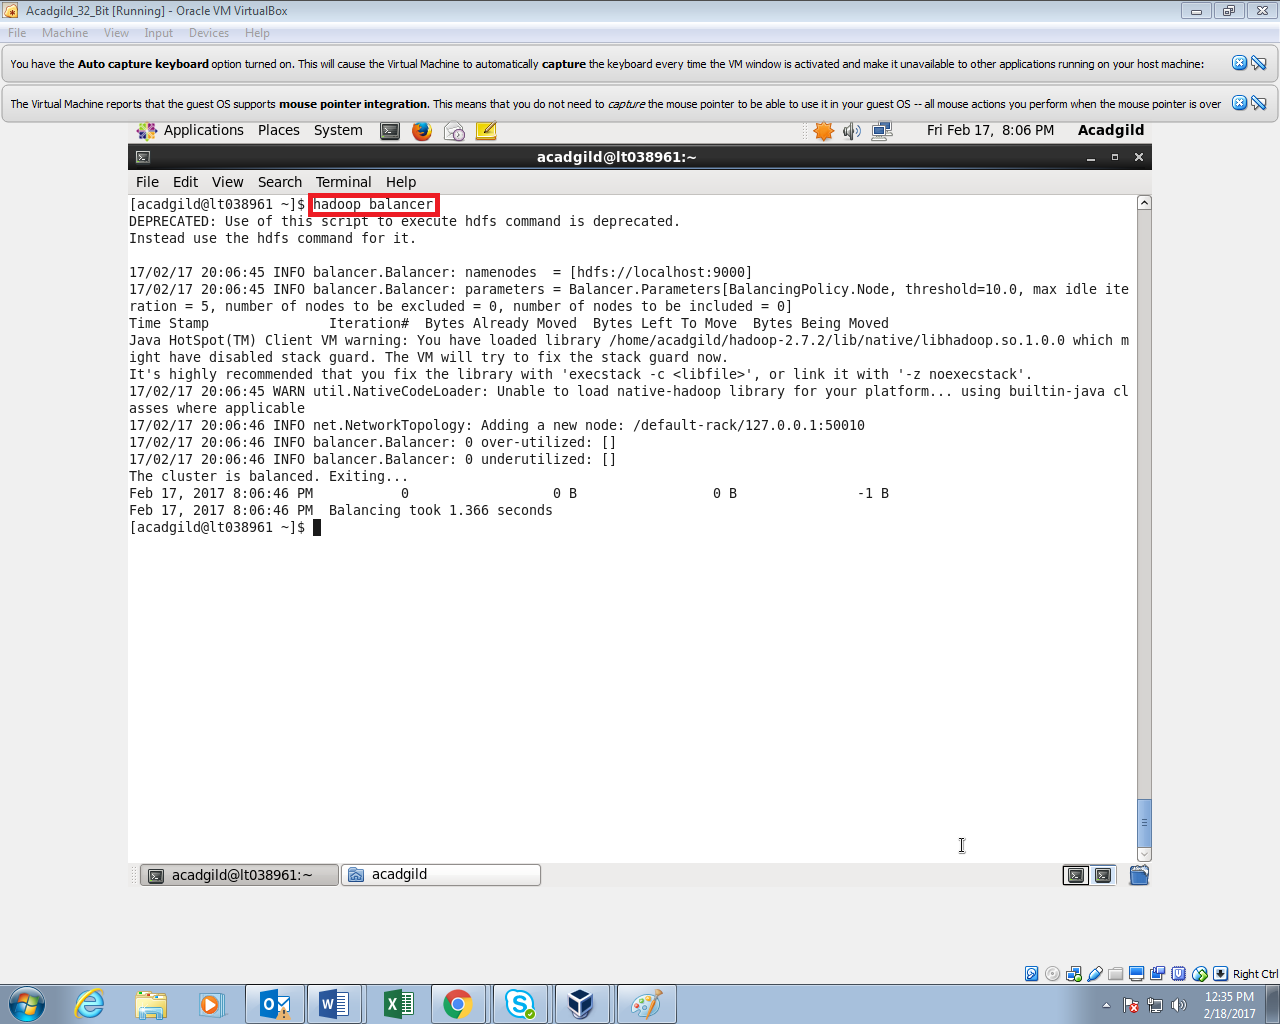 Acadgild_32_Bit [Running] - Oracle VM VirtualBox
File Machine View Input Devices Help
You have the Auto capture keyboard option turned on. This will cause the Virtual Machine to automatically capture the keyboard every time the VM window is activated and make it unavailable to other applications running on your host machine:
The Virtual Machine reports that the guest OS supports mouse pointer integration. This means that you do not need to capture the mouse pointer to be able to use it in your guest OS -- all mouse actions you perform when the mouse pointer is over
Applications Places System Fri Feb 17, 8:06 PM Acadgild
acadgild@lt038961:~
File Edit View Search Terminal Help
[acadgild@lt038961 ~]$ hadoop balancer
DEPRECATED: Use of this script to execute hdfs command is deprecated.
Instead use the hdfs command for it.
17/02/17 20:06:45 INFO balancer.Balancer: namenodes  = [hdfs://localhost:9000]
17/02/17 20:06:45 INFO balancer.Balancer: parameters = Balancer.Parameters[BalancingPolicy.Node, threshold=10.0, max idle ite
ration = 5, number of nodes to be excluded = 0, number of nodes to be included = 0]
Time Stamp               Iteration#  Bytes Already Moved  Bytes Left To Move  Bytes Being Moved
Java HotSpot(TM) Client VM warning: You have loaded library /home/acadgild/hadoop-2.7.2/lib/native/libhadoop.so.1.0.0 which m
ight have disabled stack guard. The VM will try to fix the stack guard now.
It's highly recommended that you fix the library with 'execstack -c <libfile>', or link it with '-z noexecstack'.
17/02/17 20:06:45 WARN util.NativeCodeLoader: Unable to load native-hadoop library for your platform... using builtin-java cl
asses where applicable
17/02/17 20:06:46 INFO net.NetworkTopology: Adding a new node: /default-rack/127.0.0.1:50010
17/02/17 20:06:46 INFO balancer.Balancer: 0 over-utilized: []
17/02/17 20:06:46 INFO balancer.Balancer: 0 underutilized: []
The cluster is balanced. Exiting...
Feb 17, 2017 8:06:46 PM           0                  0 B                 0 B               -1 B
Feb 17, 2017 8:06:46 PM  Balancing took 1.366 seconds
[acadgild@lt038961 ~]$
acadgild@lt038961:~ acadgild
Right Ctrl
12:35 PM
2/18/2017